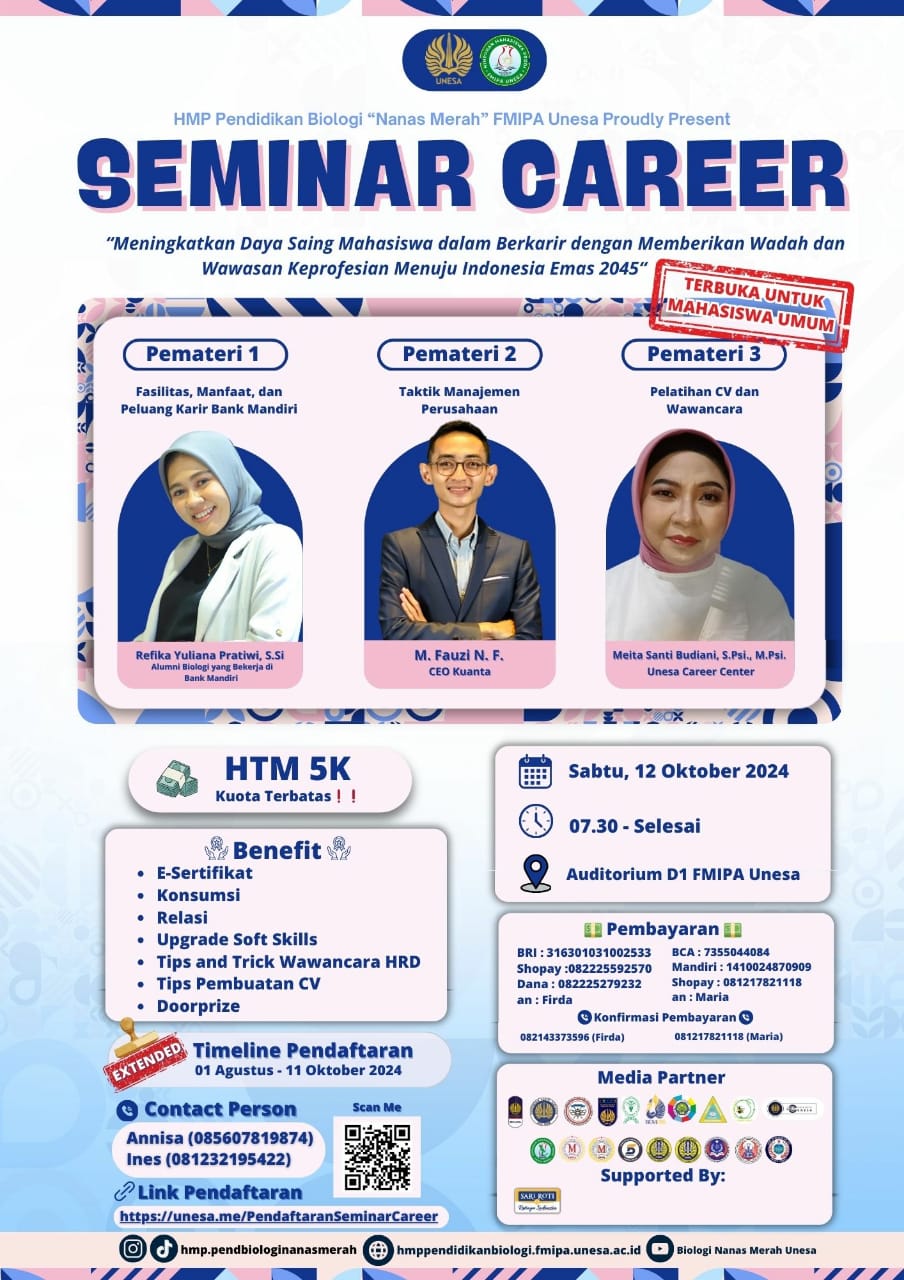 UNESA
HIMPUNAN MAHASISWA PRODI
FMIPA UNESA
HMP Pendidikan Biologi “Nanas Merah” FMIPA Unesa Proudly Present
SEMINAR CAREER
“Meningkatkan Daya Saing Mahasiswa dalam Berkarir dengan Memberikan Wadah dan
Wawasan Keprofesian Menuju Indonesia Emas 2045“
TERBUKA UNTUK
MAHASISWA UMUM
Pemateri 1
Fasilitas, Manfaat, dan
Peluang Karir Bank Mandiri
Refika Yuliana Pratiwi, S.Si
Alumni Biologi yang Bekerja di
Bank Mandiri
Pemateri 2
Taktik Manajemen
Perusahaan
M. Fauzi N. F.
CEO Kuanta
Pemateri 3
Pelatihan CV dan
Wawancara
Meita Santi Budiani, S.Psi., M.Psi.
Unesa Career Center
HTM 5K
Kuota Terbatas❗❗
Benefit
• E-Sertifikat
• Konsumsi
• Relasi
• Upgrade Soft Skills
• Tips and Trick Wawancara HRD
• Tips Pembuatan CV
• Doorprize
EXTENDED
Timeline Pendaftaran
01 Agustus - 11 Oktober 2024
Contact Person
Annisa (085607819874)
Ines (081232195422)
Scan Me
Link Pendaftaran
https://unesa.me/PendaftaranSeminarCareer
Sabtu, 12 Oktober 2024
07.30 - Selesai
Auditorium D1 FMIPA Unesa
Pembayaran
BRI : 316301031002533
Shopay :082225592570
Dana : 082225279232
an : Firda
BCA : 7355044084
Mandiri : 1410024870909
Shopay : 081217821118
an : Maria
Konfirmasi Pembayaran
082143373596 (Firda)
081217821118 (Maria)
Media Partner
Supported By:
SARI ROTI
hmp.pendbiologinanasmerah
hmppendidikanbiologi.fmipa.unesa.ac.id
Biologi Nanas Merah Unesa